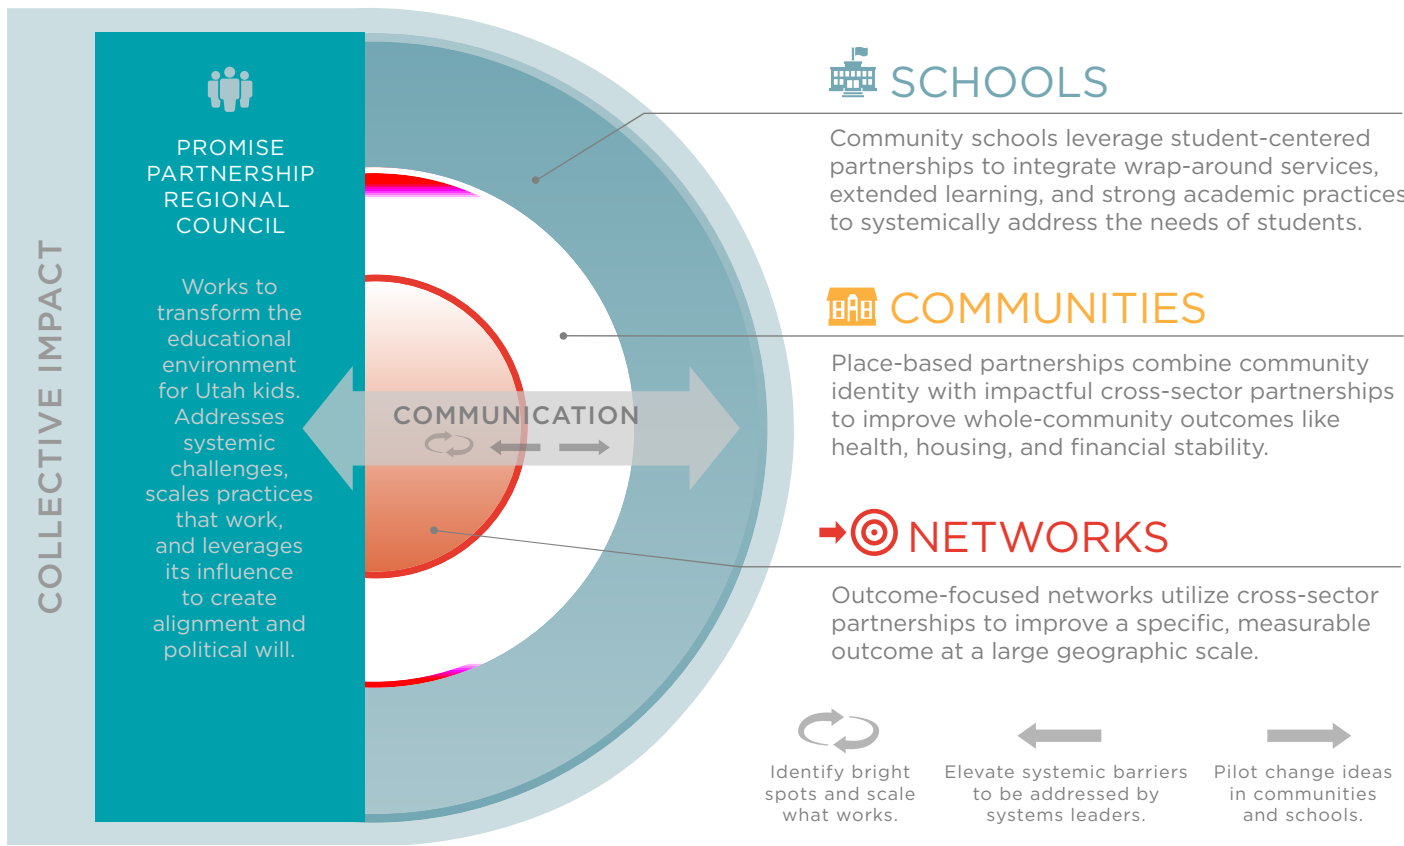 COLLECTIVE IMPACT
PROMISE
PARTNERSHIP
REGIONAL
COUNCIL
Works to
transform the
educational
environment
for Utah kids.
Addresses
systemic
challenges,
scales practices
that work,
and leverages
its influence
to create
alignment and
political will.
COMMUNICATION
SCHOOLS
Community schools leverage student-centered
partnerships to integrate wrap-around services,
extended learning, and strong academic practices
to systemically address the needs of students.
COMMUNITIES
Place-based partnerships combine community
identity with impactful cross-sector partnerships
to improve whole-community outcomes like
health, housing, and financial stability.
NETWORKS
Outcome-focused networks utilize cross-sector
partnerships to improve a specific, measurable
outcome at a large geographic scale.
Identify bright
spots and scale
what works.
Elevate systemic barriers
to be addressed by
systems leaders.
Pilot change ideas
in communities
and schools.